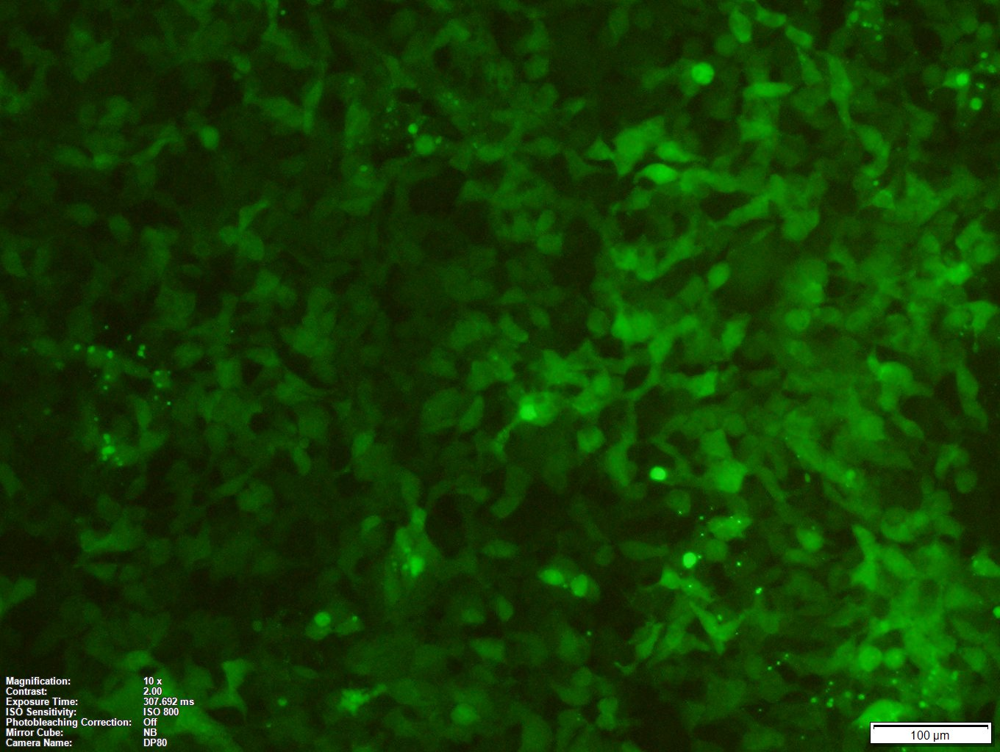 Magnification: 10 x
Contrast: 2.00
Exposure Time: 307.692 ms
ISO Sensitivity: ISO 800
Photobleaching Correction: Off
Mirror Cube: NB
Camera Name: DP80
100 µm